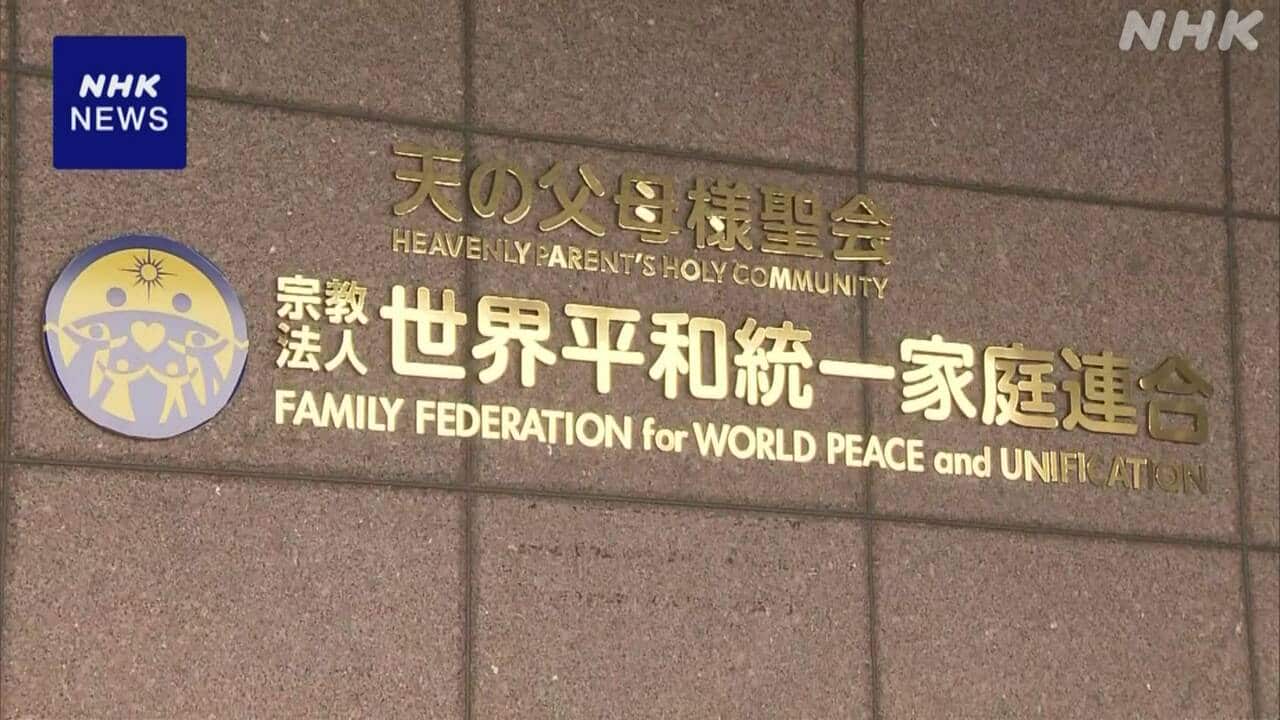 NHK
NHK
NEWS
天の父母様聖会
HEAVENLY PARENT'S HOLY COMMUNITY
宗教
法人
世界平和統一家庭連合
FAMILY FEDERATION for WORLD PEACE and UNIFICATION